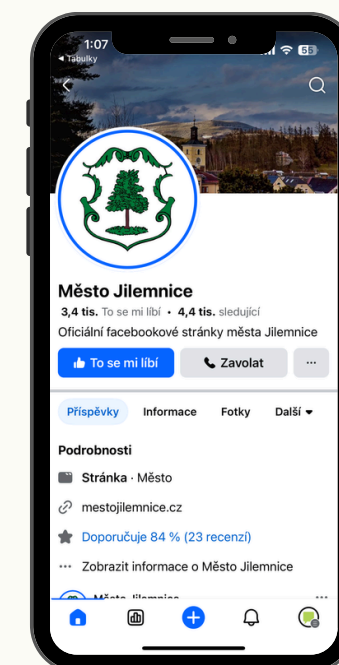 1:07
55
◄ Tabulky
Město Jilemnice
3,4 tis. To se mi líbí • 4,4 tis. sledující
Oficiální facebookové stránky města Jilemnice
To se mi líbí
Zavolat
...
Příspěvky
Informace
Fotky
Další ▾
Podrobnosti
Stránka · Město
mestojilemnice.cz
Doporučuje 84 % (23 recenzí)
... Zobrazit informace o Město Jilemnice
Město Jilemnice
...